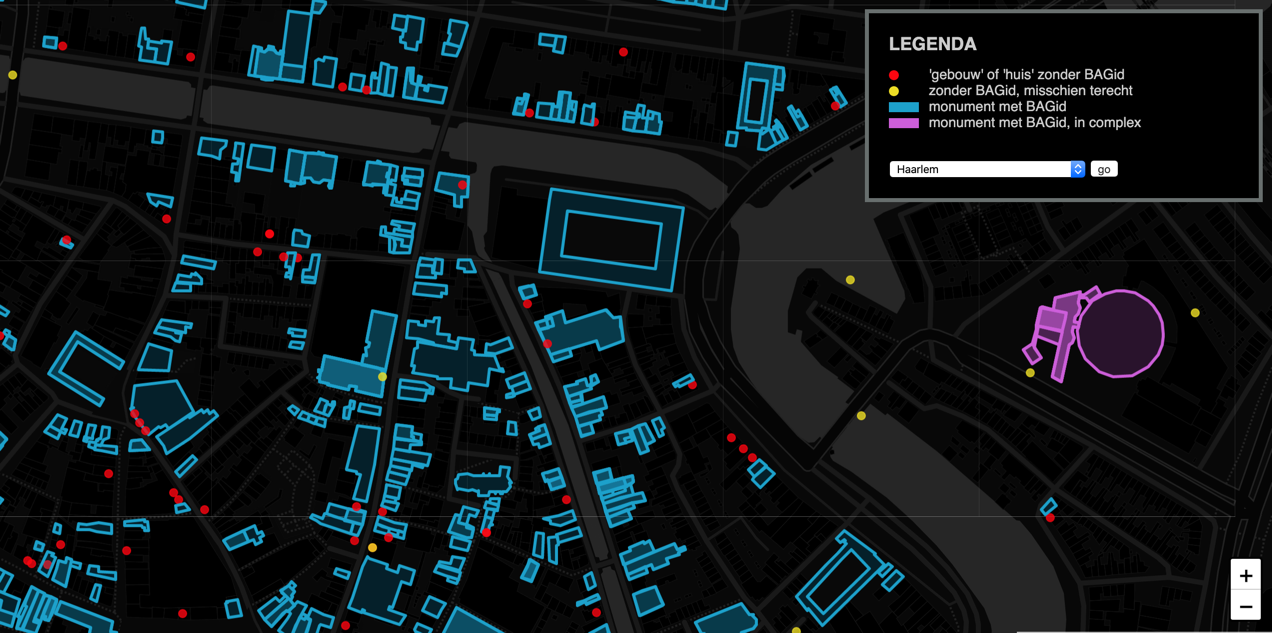 LEGENDA
'gebouw' of 'huis' zonder BAGid
zonder BAGid, misschien terecht
monument met BAGid
monument met BAGid, in complex
Haarlem go
+
−